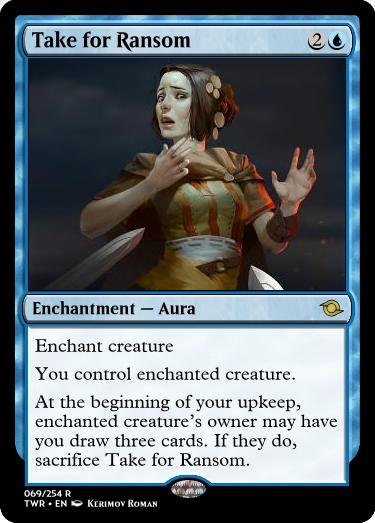 Take for Ransom 2
Enchantment — Aura
Enchant creature
You control enchanted creature.
At the beginning of your upkeep,
enchanted creature's owner may have
you draw three cards. If they do,
sacrifice Take for Ransom.
069/254 R
TWR • EN Kerimov Roman